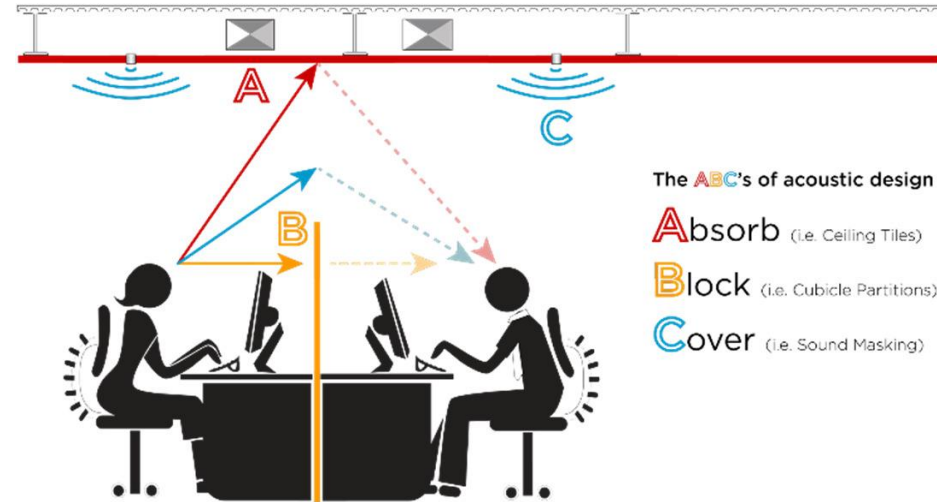 A
C
B
The ABC's of acoustic design
Absorb (i.e. Ceiling Tiles)
Block (i.e. Cubicle Partitions)
Cover (i.e. Sound Masking)